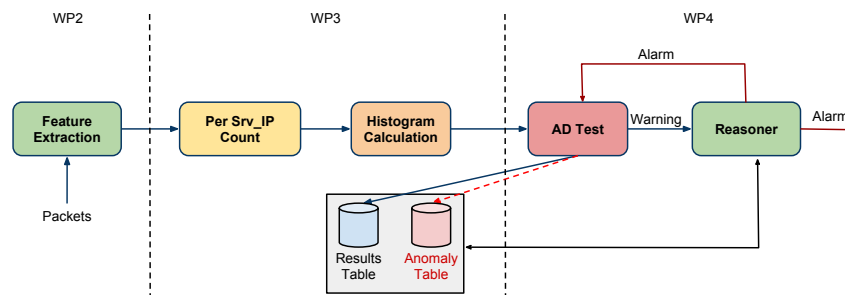 WP2
WP3
WP4
Alarm
Feature
Extraction
Per Srv_IP
Count
Histogram
Calculation
AD Test
Warning
Reasoner
Alarm
Packets
Results
Table
Anomaly
Table